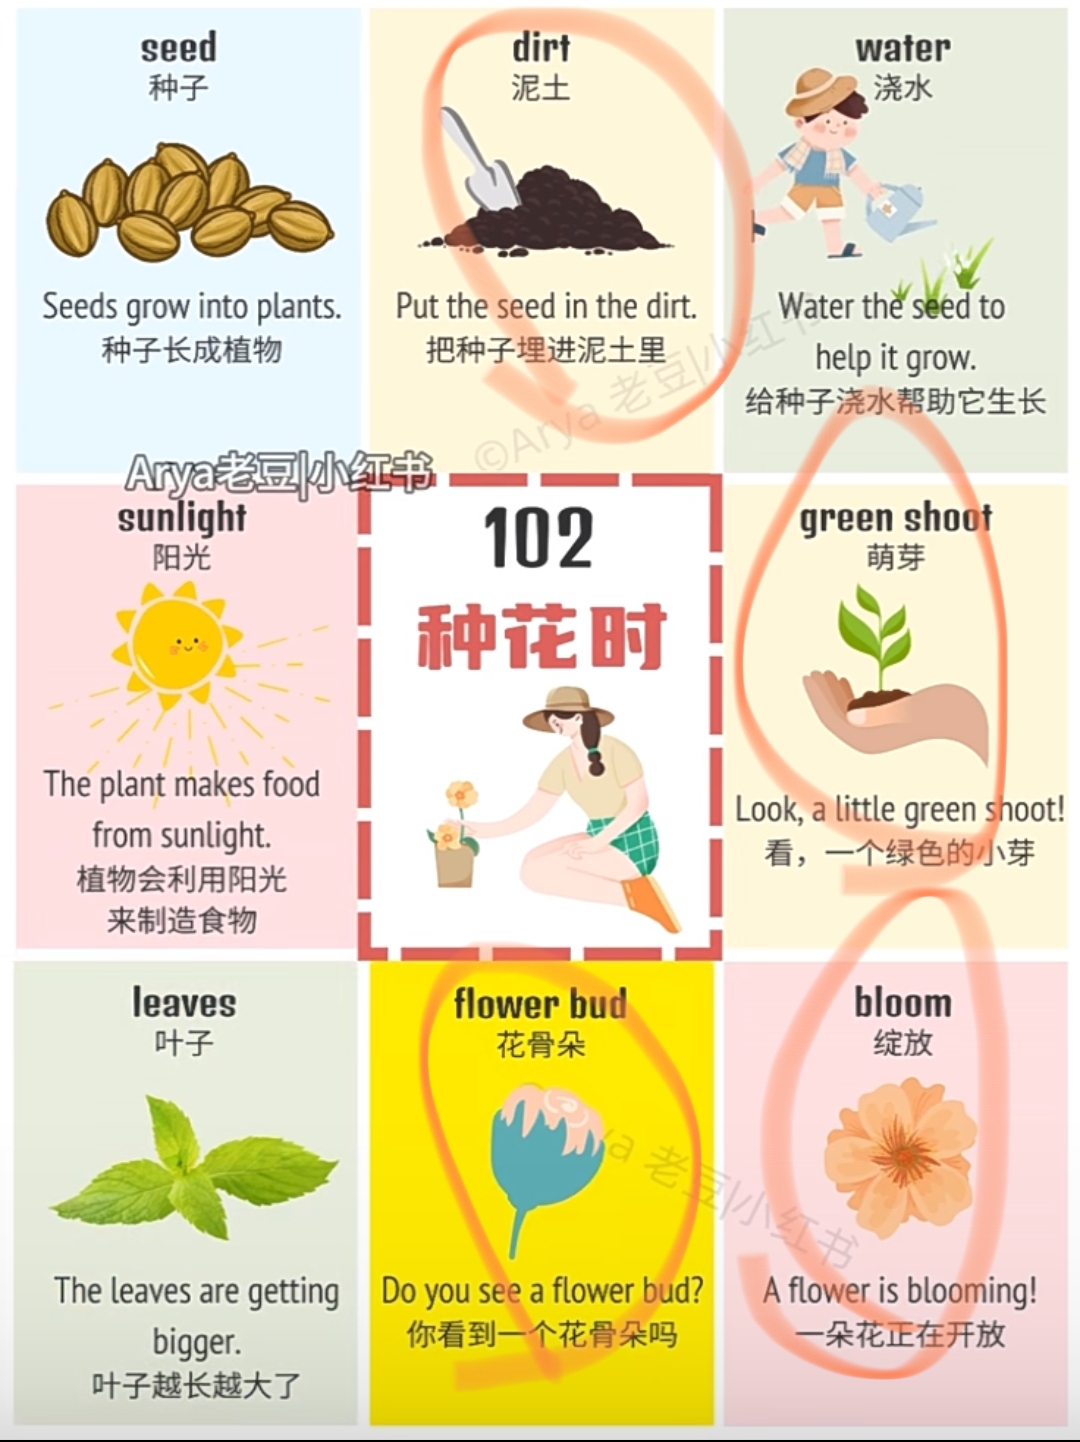 seed
种子
Seeds grow into plants.
种子长成植物
dirt
泥土
Put the seed in the dirt.
把种子埋进泥土里
water
浇水
Water the seed to
help it grow.
给种子浇水帮助它生长
©Arya 老豆|小红书
Arya老豆|小红书
sunlight
阳光
The plant makes food
from sunlight.
植物会利用阳光
来制造食物
102
种花时
green shoot
萌芽
Look, a little green shoot!
看，一个绿色的小芽
leaves
叶子
The leaves are getting
bigger.
叶子越长越大了
flower bud
花骨朵
Do you see a flower bud?
你看到一个花骨朵吗
ya 老豆|小红书
bloom
绽放
A flower is blooming!
一朵花正在开放